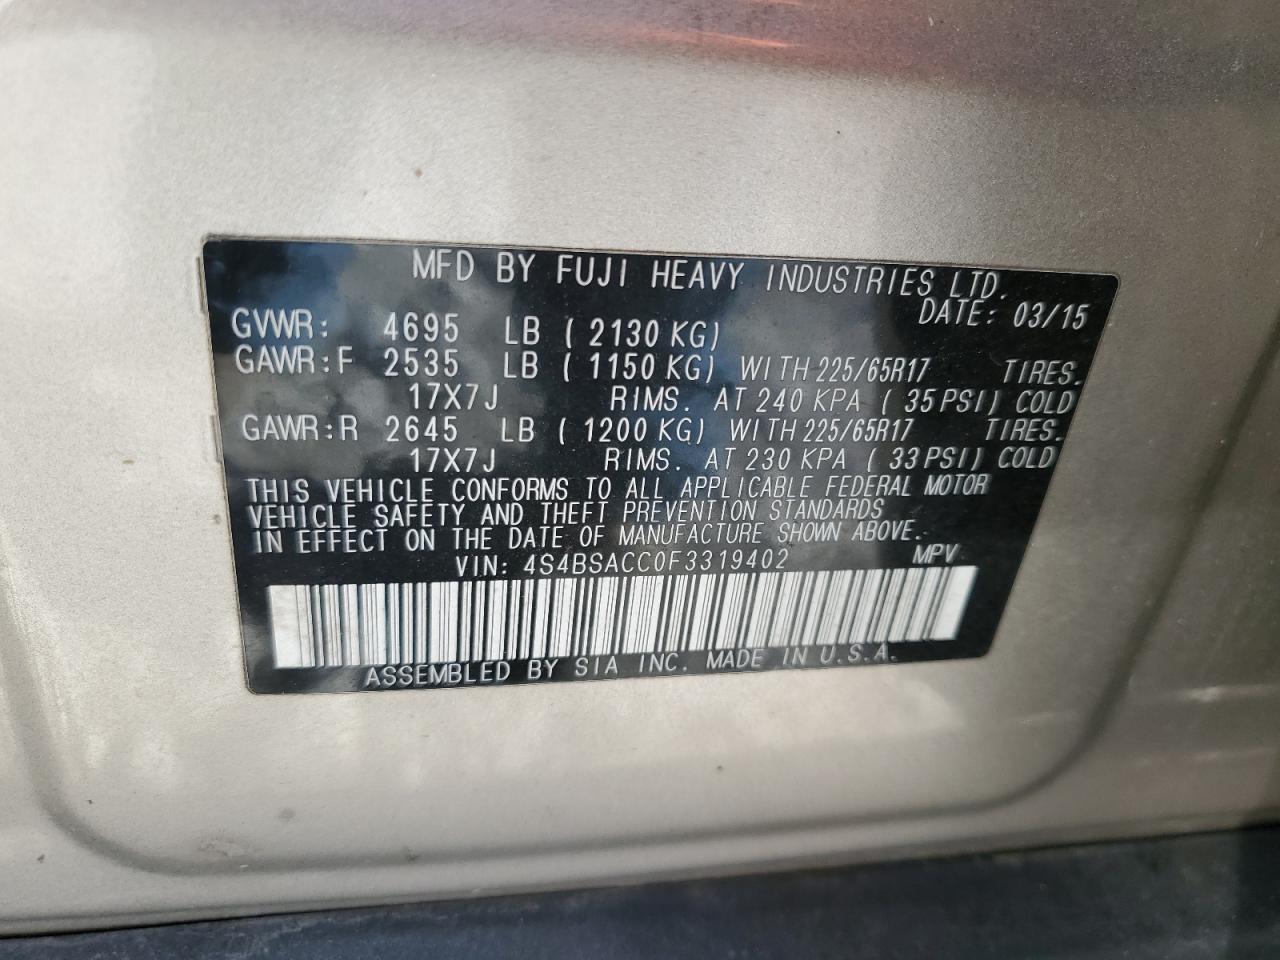 MFD BY FUJI HEAVY INDUSTRIES LTD.
DATE: 03/15
GVWR: 4695 LB ( 2130 KG)
GAWR:F 2535 LB ( 1150 KG) WITH 225/65R17 TIRES.
17X7J RIMS. AT 240 KPA ( 35 PSI) COLD
GAWR:R 2645 LB ( 1200 KG) WITH 225/65R17 TIRES.
17X7J RIMS. AT 230 KPA ( 33 PSI) COLD
THIS VEHICLE CONFORMS TO ALL APPLICABLE FEDERAL MOTOR
VEHICLE SAFETY AND THEFT PREVENTION STANDARDS
IN EFFECT ON THE DATE OF MANUFACTURE SHOWN ABOVE.
VIN: 4S4BSACC0F3319402 MPV
ASSEMBLED BY SIA INC. MADE IN U.S.A.